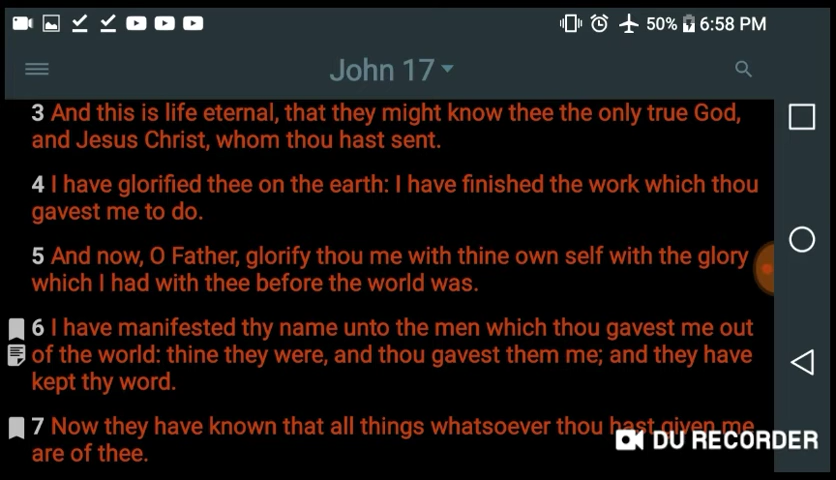 50% 6:58 PM
John 17
3 And this is life eternal, that they might know thee the only true God,
and Jesus Christ, whom thou hast sent.
4 I have glorified thee on the earth: I have finished the work which thou
gavest me to do.
5 And now, O Father, glorify thou me with thine own self with the glory
which I had with thee before the world was.
6 I have manifested thy name unto the men which thou gavest me out
of the world: thine they were, and thou gavest them me; and they have
kept thy word.
7 Now they have known that all things whatsoever thou hast given me
are of thee.
DU RECORDER